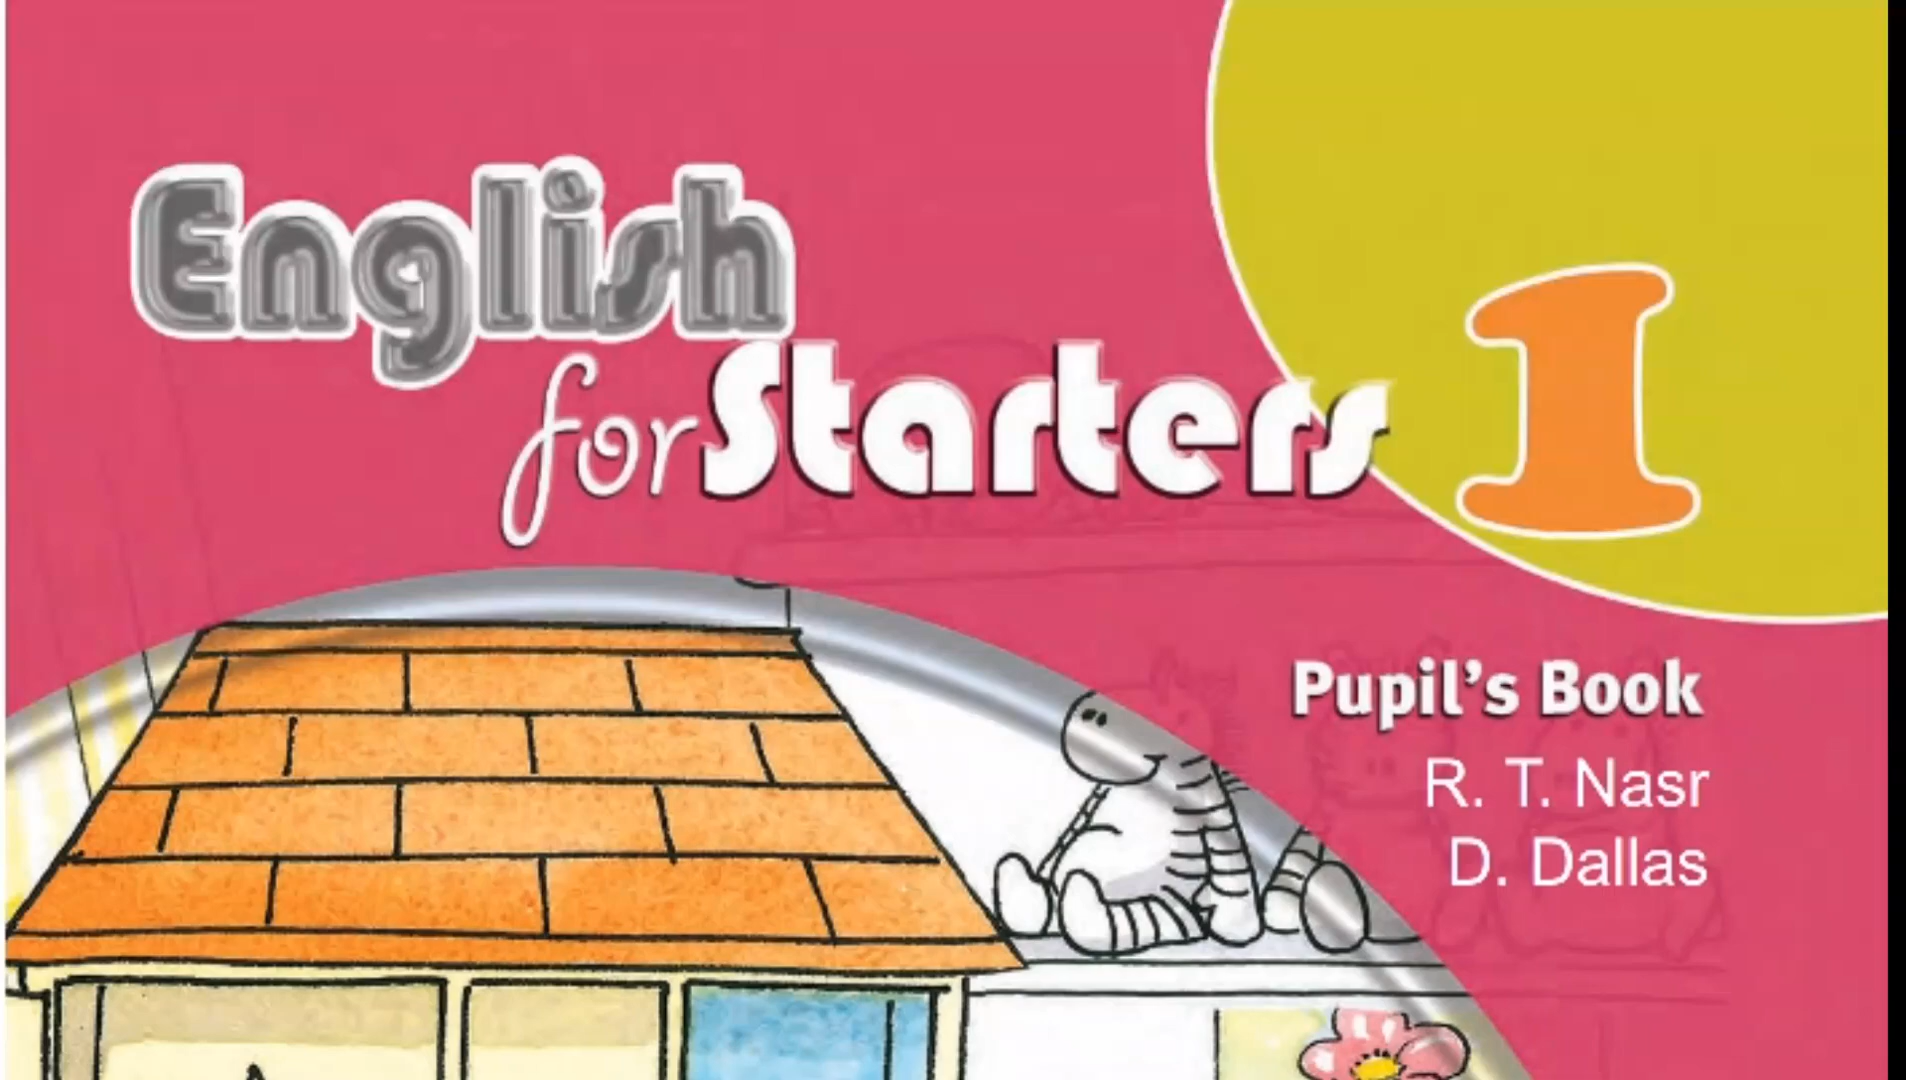 English
for Starters 1
Pupil's Book
R. T. Nasr
D. Dallas